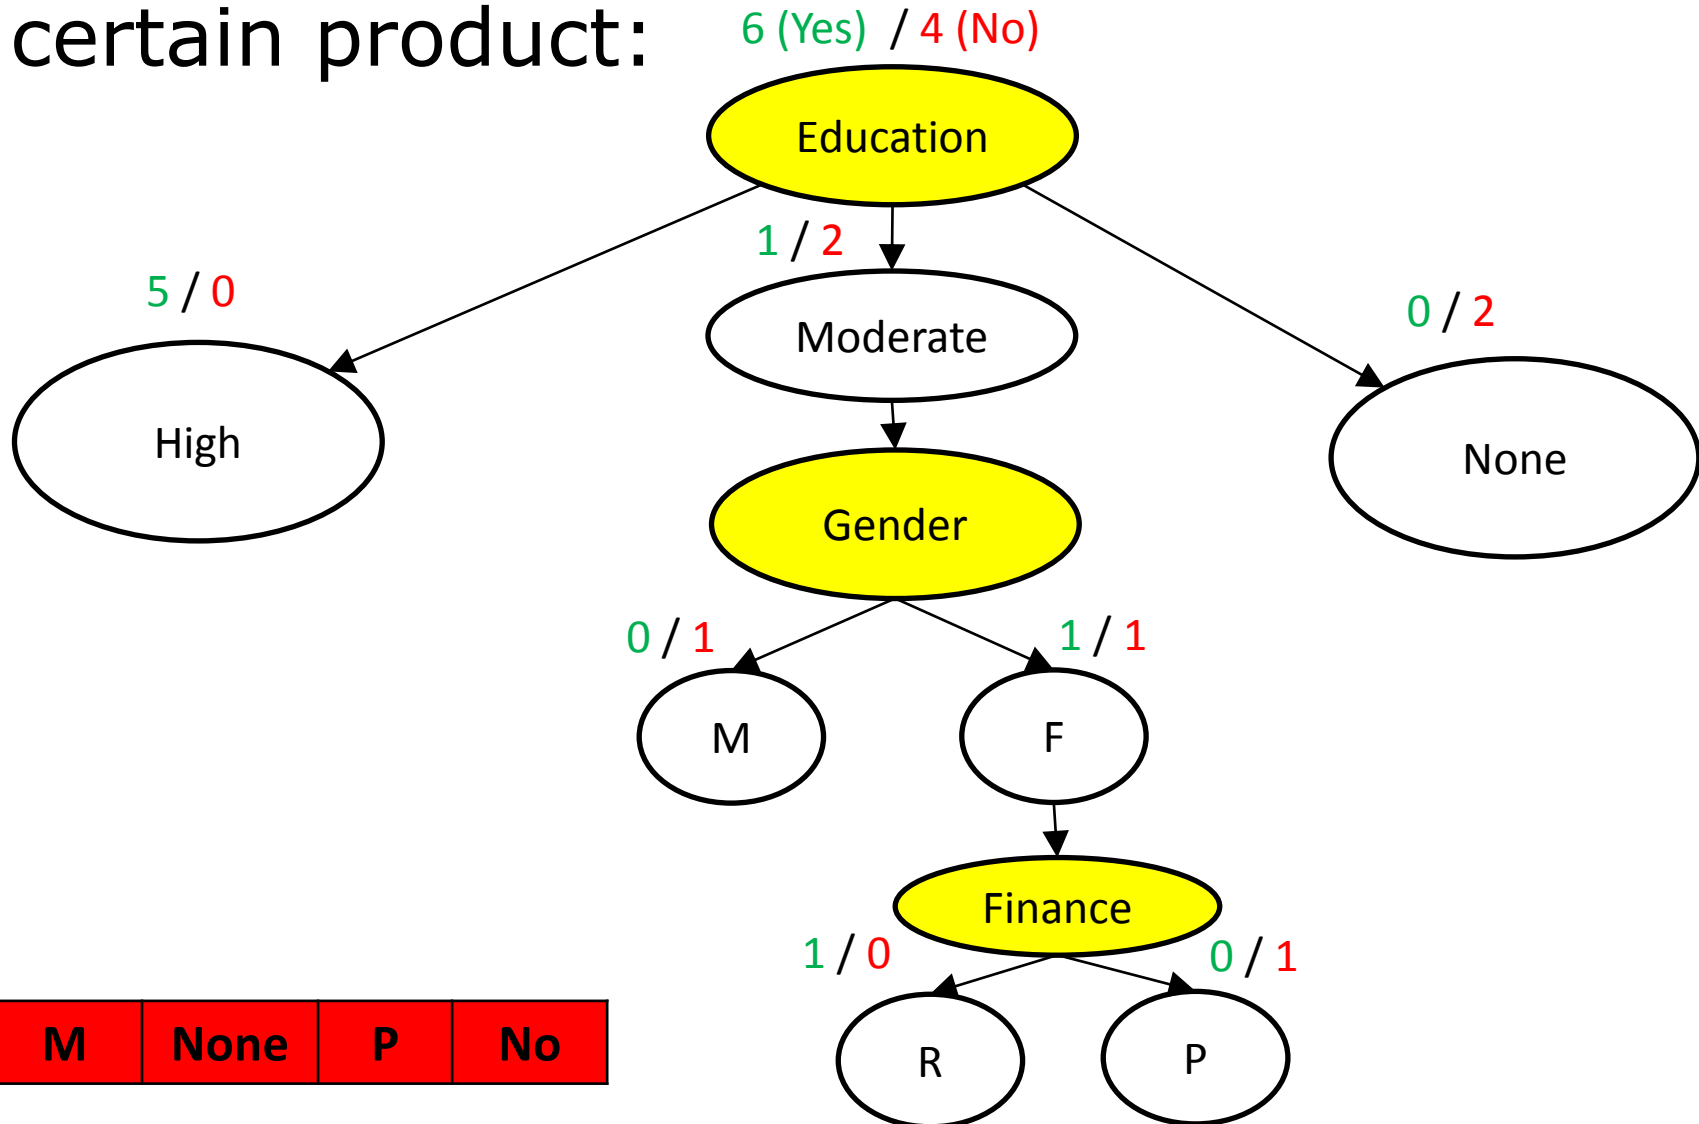 certain product:
6 (Yes) / 4 (No)
Education
1 / 2
5 / 0
0 / 2
Moderate
High
None
Gender
0 / 1
1 / 1
M
F
Finance
1 / 0
0 / 1
M None P No
R
P